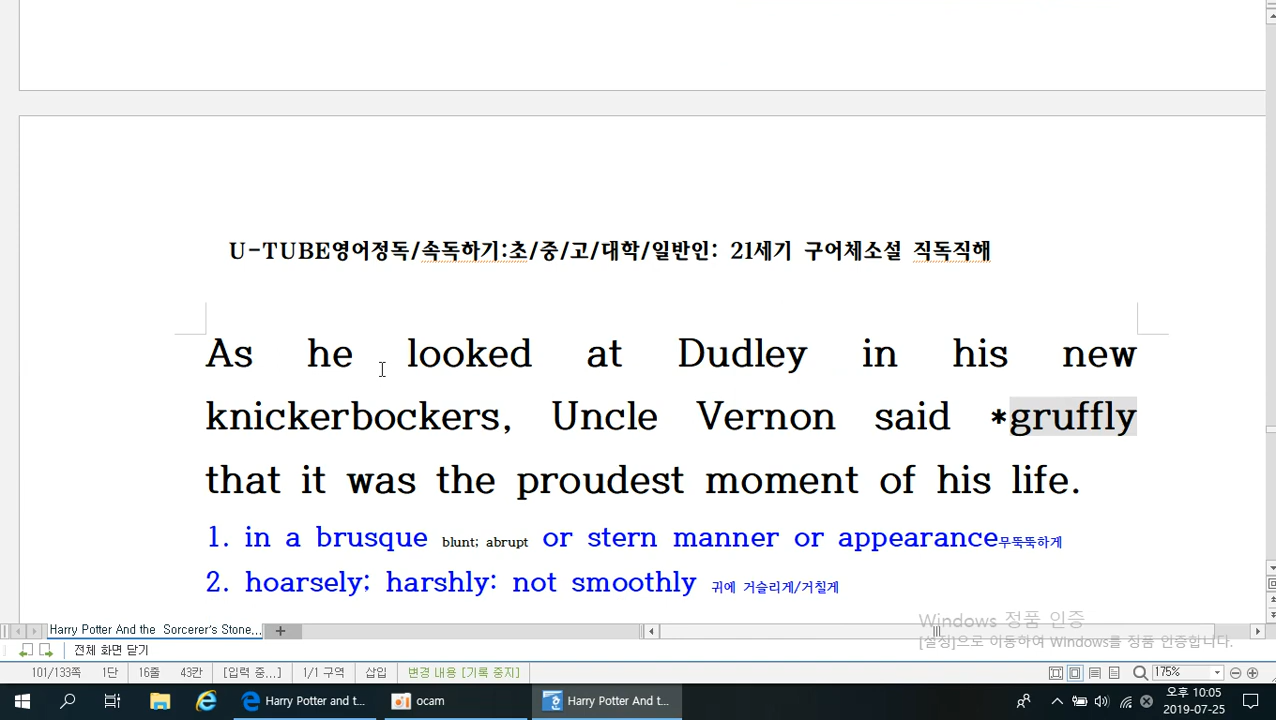 U-TUBE영어정독/속독하기:초/중/고/대학/일반인: 21세기 구어체소설 직독직해
As he looked at Dudley in his new
knickerbockers, Uncle Vernon said *gruffly
that it was the proudest moment of his life.
1. in a brusque blunt; abrupt or stern manner or appearance무뚝뚝하게
2. hoarsely; harshly: not smoothly 귀에 거슬리게/거칠게
Windows 정품 인증
[설정]으로 이동하여 Windows를 정품 인증합니다.
Harry Potter And the Sorcerer's Stone,...
전체 화면 닫기
101/133쪽 1단 16줄 43칸 [입력 중...] 1/1 구역 삽입 변경 내용 [기록 중지] 175%
Harry Potter and t... ocam Harry Potter And t... 오후 10:05
2019-07-25